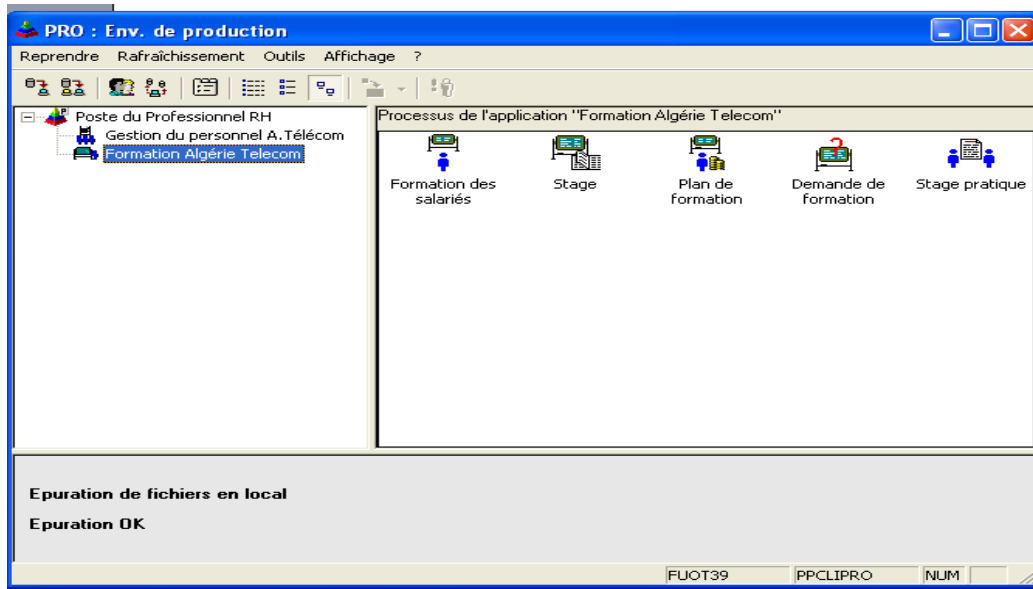 PRO : Env. de production
Reprendre Rafraîchissement Outils Affichage ?
Poste du Professionnel RH
Gestion du personnel A.Télécom
Formation Algérie Telecom
Processus de l'application "Formation Algérie Telecom"
Formation des salariés
Stage
Plan de formation
Demande de formation
Stage pratique
Epuration de fichiers en local
Epuration OK
FUOT39 PPCLIPRO NUM